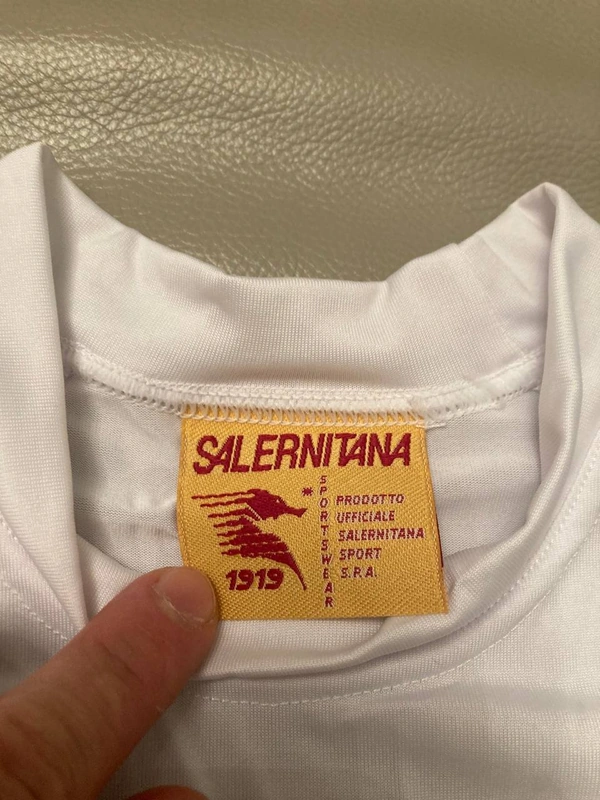 SALERNITANA
*
SPORTSWEAR
PRODOTTO
UFFICIALE
SALERNITANA
SPORT
S.P.A.
1919